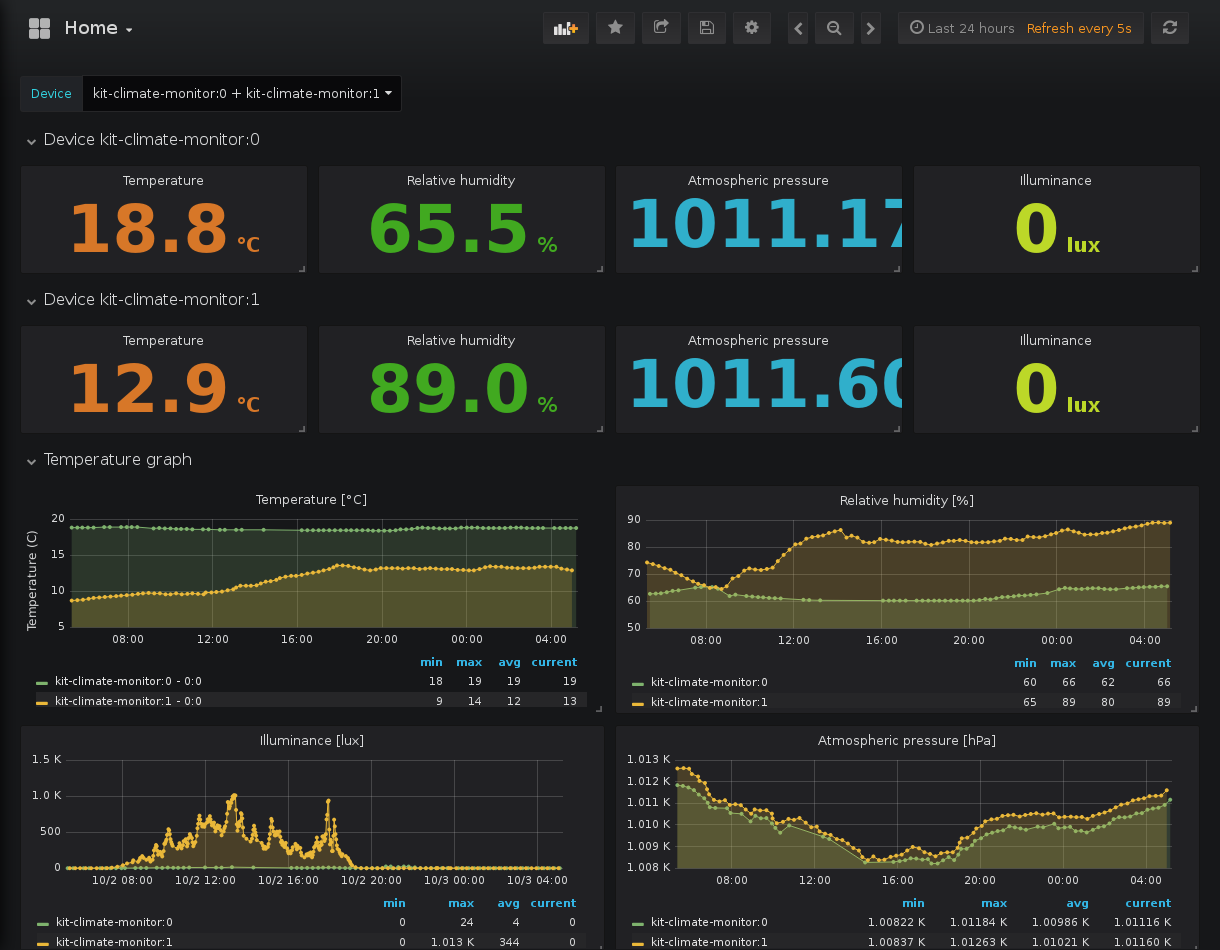 Home
Last 24 hours Refresh every 5s
Device kit-climate-monitor:0 + kit-climate-monitor:1
Device kit-climate-monitor:0
Temperature Relative humidity Atmospheric pressure Illuminance
18.8 °C 65.5 % 1011.17 0 lux
Device kit-climate-monitor:1
Temperature Relative humidity Atmospheric pressure Illuminance
12.9 °C 89.0 % 1011.60 0 lux
Temperature graph
Temperature [°C]
Temperature (C)
20
15
10
5
08:00 12:00 16:00 20:00 00:00 04:00
min max avg current
kit-climate-monitor:0 - 0:0 18 19 19 19
kit-climate-monitor:1 - 0:0 9 14 12 13
Relative humidity [%]
90
80
70
60
50
08:00 12:00 16:00 20:00 00:00 04:00
min max avg current
kit-climate-monitor:0 60 66 62 66
kit-climate-monitor:1 65 89 80 89
Illuminance [lux]
1.5 K
1.0 K
500
0
10/2 08:00 10/2 12:00 10/2 16:00 10/2 20:00 10/3 00:00 10/3 04:00
min max avg current
kit-climate-monitor:0 0 24 4 0
kit-climate-monitor:1 0 1.013 K 344 0
Atmospheric pressure [hPa]
1.013 K
1.012 K
1.011 K
1.010 K
1.009 K
1.008 K
08:00 12:00 16:00 20:00 00:00 04:00
min max avg current
kit-climate-monitor:0 1.00822 K 1.01184 K 1.00986 K 1.01116 K
kit-climate-monitor:1 1.00837 K 1.01263 K 1.01021 K 1.01160 K